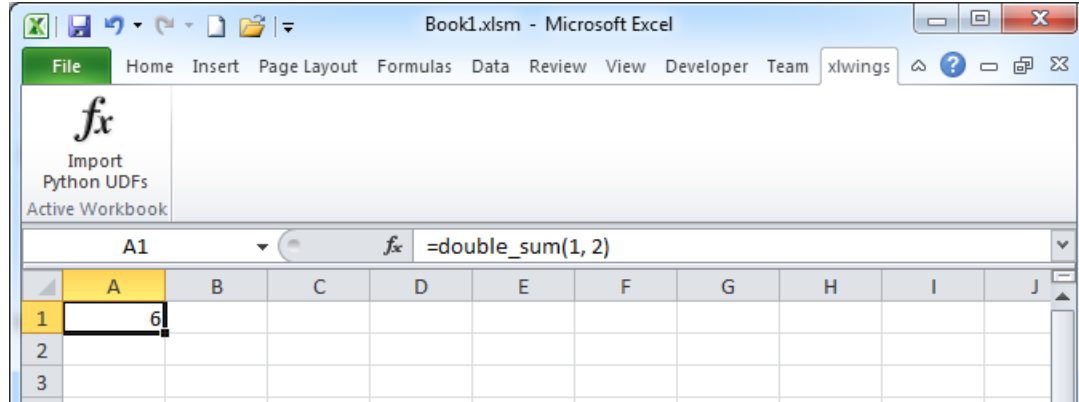 Book1.xlsm - Microsoft Excel
File Home Insert Page Layout Formulas Data Review View Developer Team xlwings
fx
Import
Python UDFs
Active Workbook
A1 fx =double_sum(1, 2)
A B C D E F G H I J
1 6
2
3